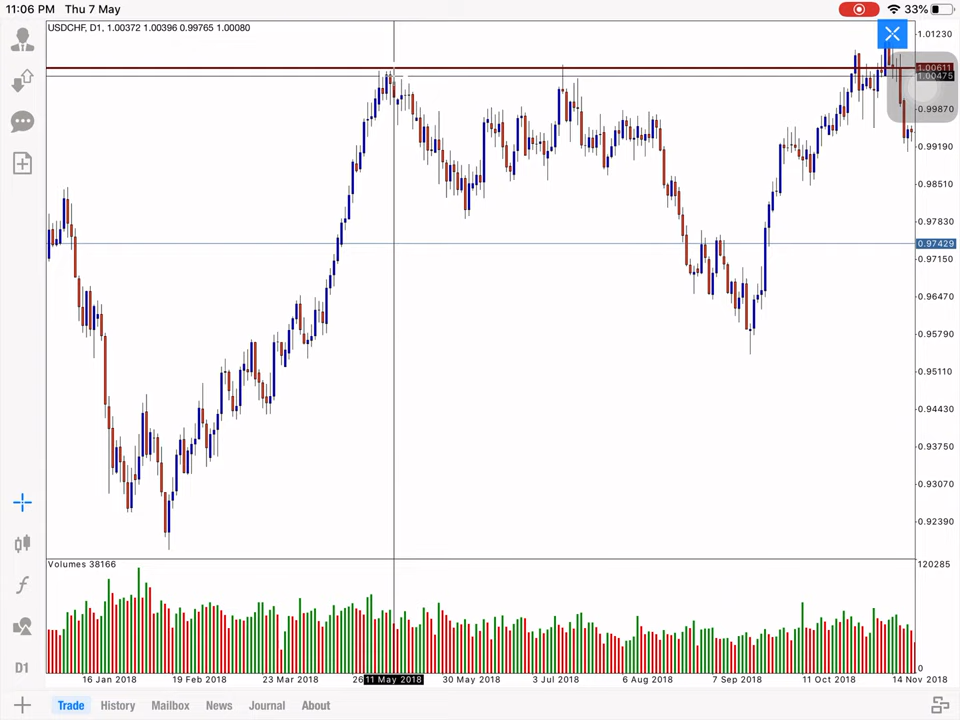 11:06 PM Thu 7 May
33%
USDCHF, D1, 1.00372 1.00396 0.99765 1.00080
1.01230
1.00611
1.00475
0.99870
0.99190
0.98510
0.97830
0.97429
0.97150
0.96470
0.95790
0.95110
0.94430
0.93750
0.93070
0.92390
Volumes 38166
120285
0
D1
16 Jan 2018
19 Feb 2018
23 Mar 2018
26
11 May 2018
30 May 2018
3 Jul 2018
6 Aug 2018
7 Sep 2018
11 Oct 2018
14 Nov 2018
Trade
History
Mailbox
News
Journal
About